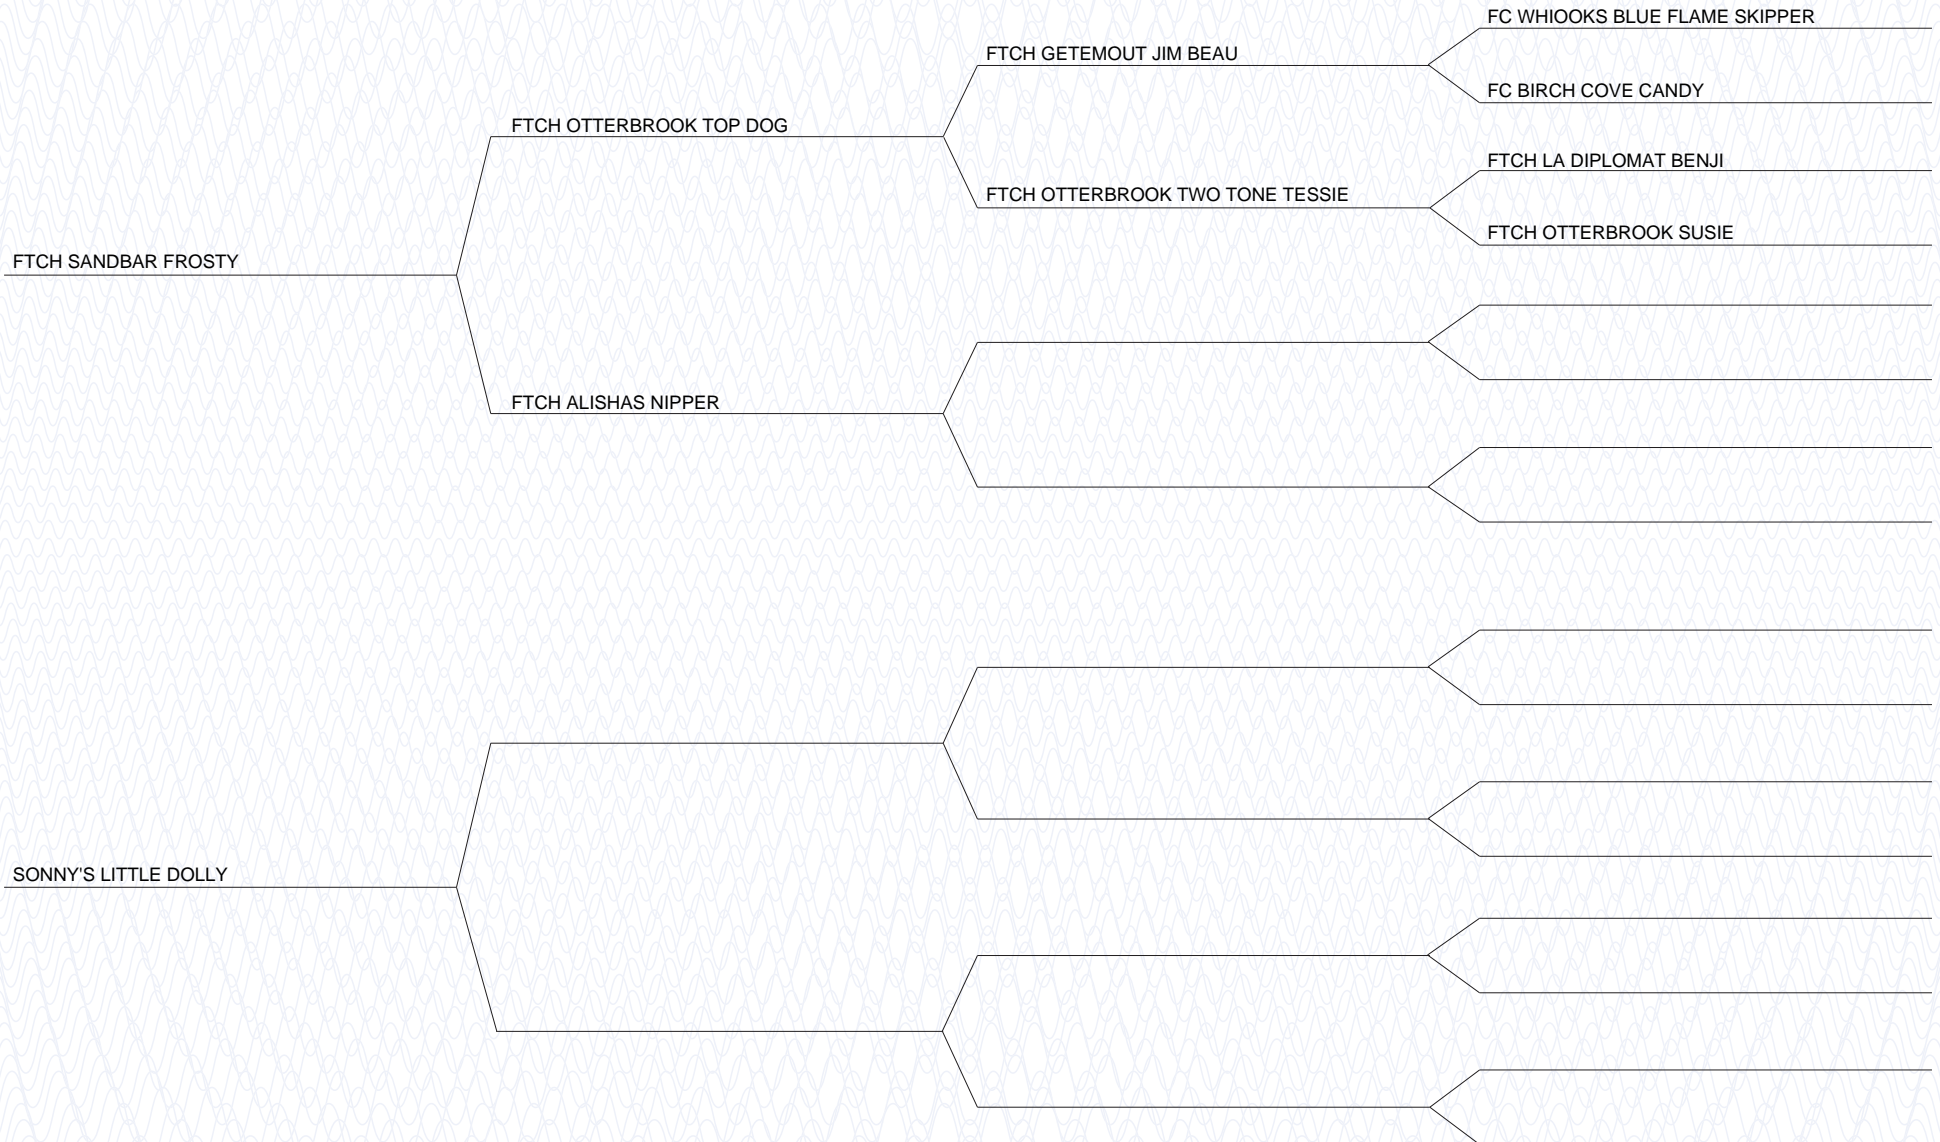 FC WHIOOKS BLUE FLAME SKIPPER
FTCH GETEMOUT JIM BEAU
FC BIRCH COVE CANDY
FTCH OTTERBROOK TOP DOG
FTCH LA DIPLOMAT BENJI
FTCH OTTERBROOK TWO TONE TESSIE
FTCH OTTERBROOK SUSIE
FTCH SANDBAR FROSTY
FTCH ALISHAS NIPPER
SONNY'S LITTLE DOLLY